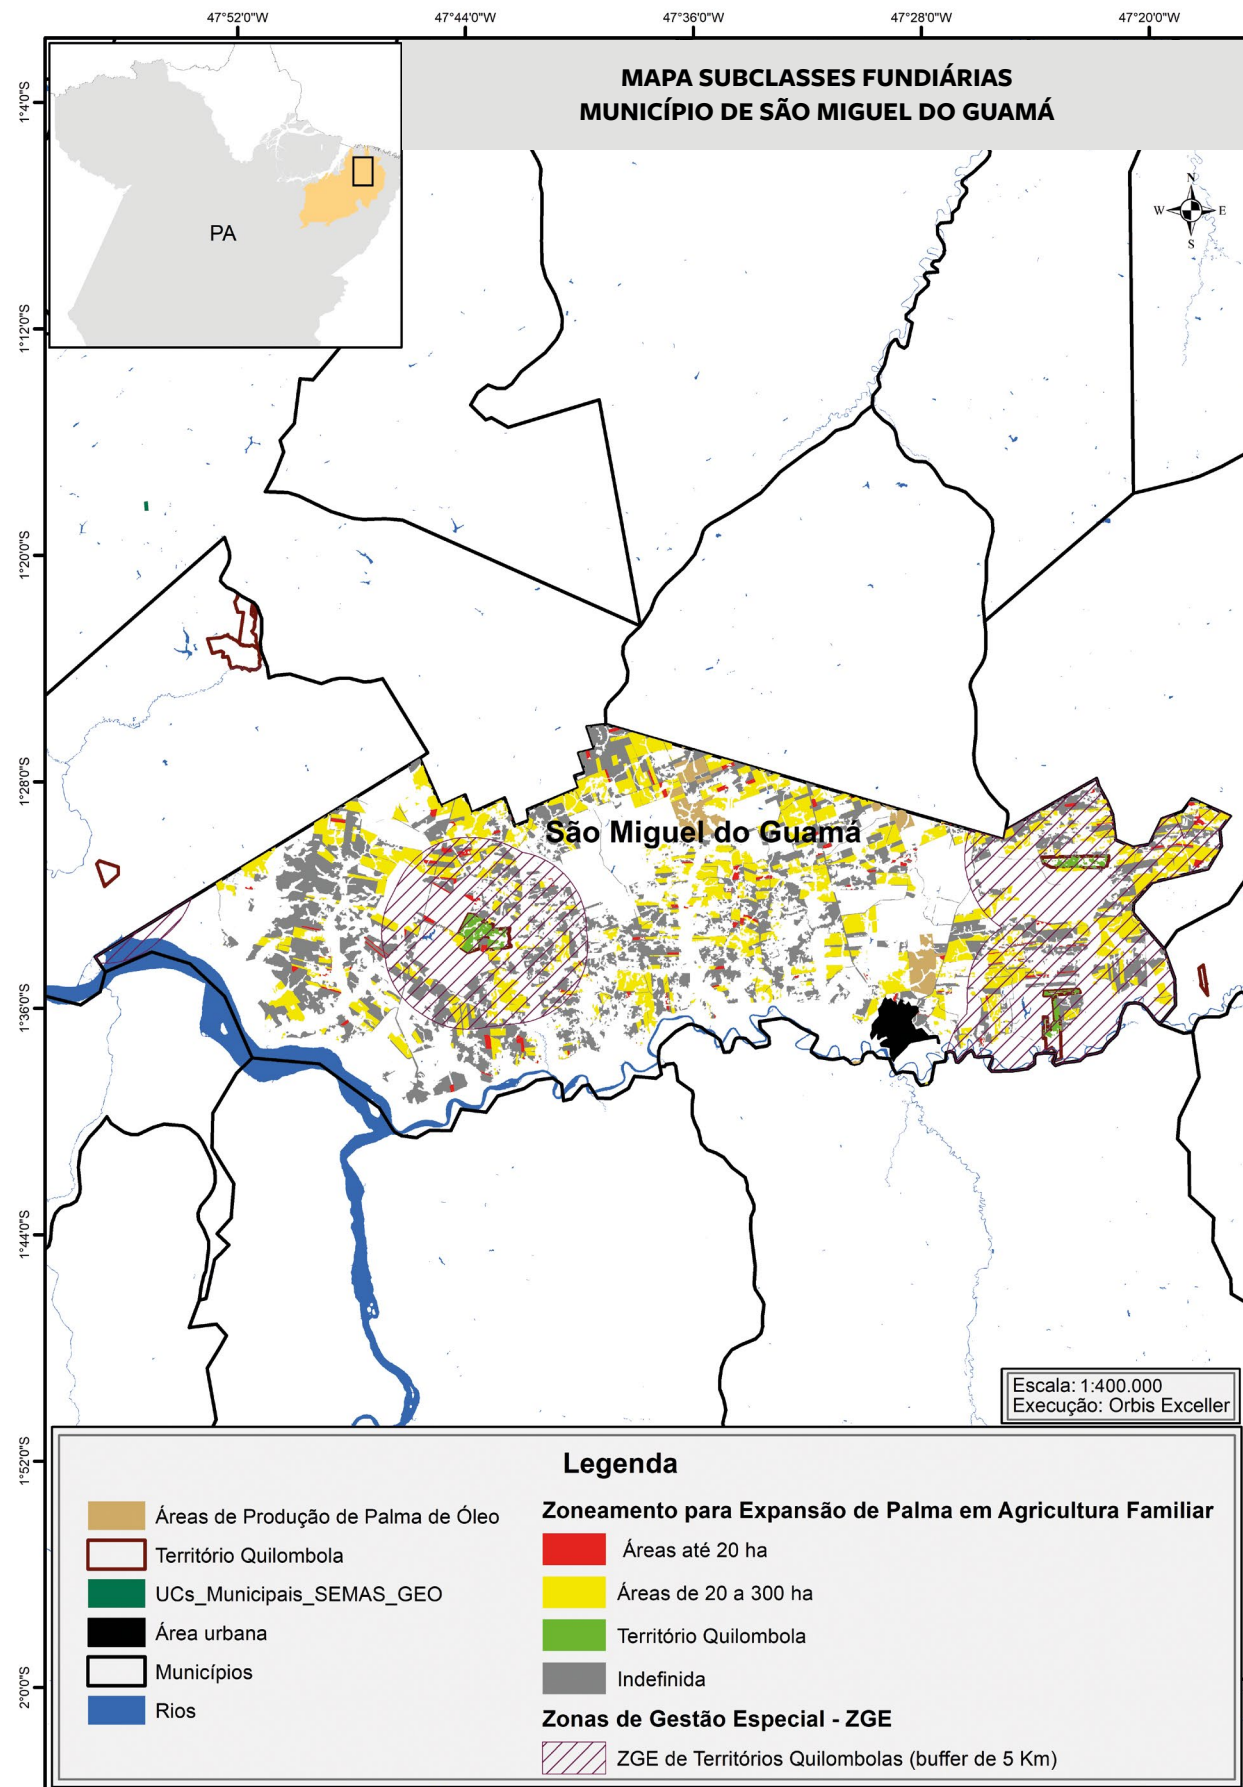 47°52'0"W 47°44'0"W 47°36'0"W 47°28'0"W 47°20'0"W
MAPA SUBCLASSES FUNDIÁRIAS
MUNICÍPIO DE SÃO MIGUEL DO GUAMÁ
1°4'0"S
N
W E
S
PA
1°12'0"S
1°20'0"S
1°28'0"S
São Miguel do Guamá
1°36'0"S
1°44'0"S
Escala: 1:400.000
Execução: Orbis Exceller
1°52'0"S
2°0'0"S
Legenda
Áreas de Produção de Palma de Óleo
Território Quilombola
UCs_Municipais_SEMAS_GEO
Área urbana
Municípios
Rios
Zoneamento para Expansão de Palma em Agricultura Familiar
Áreas até 20 ha
Áreas de 20 a 300 ha
Território Quilombola
Indefinida
Zonas de Gestão Especial - ZGE
ZGE de Territórios Quilombolas (buffer de 5 Km)